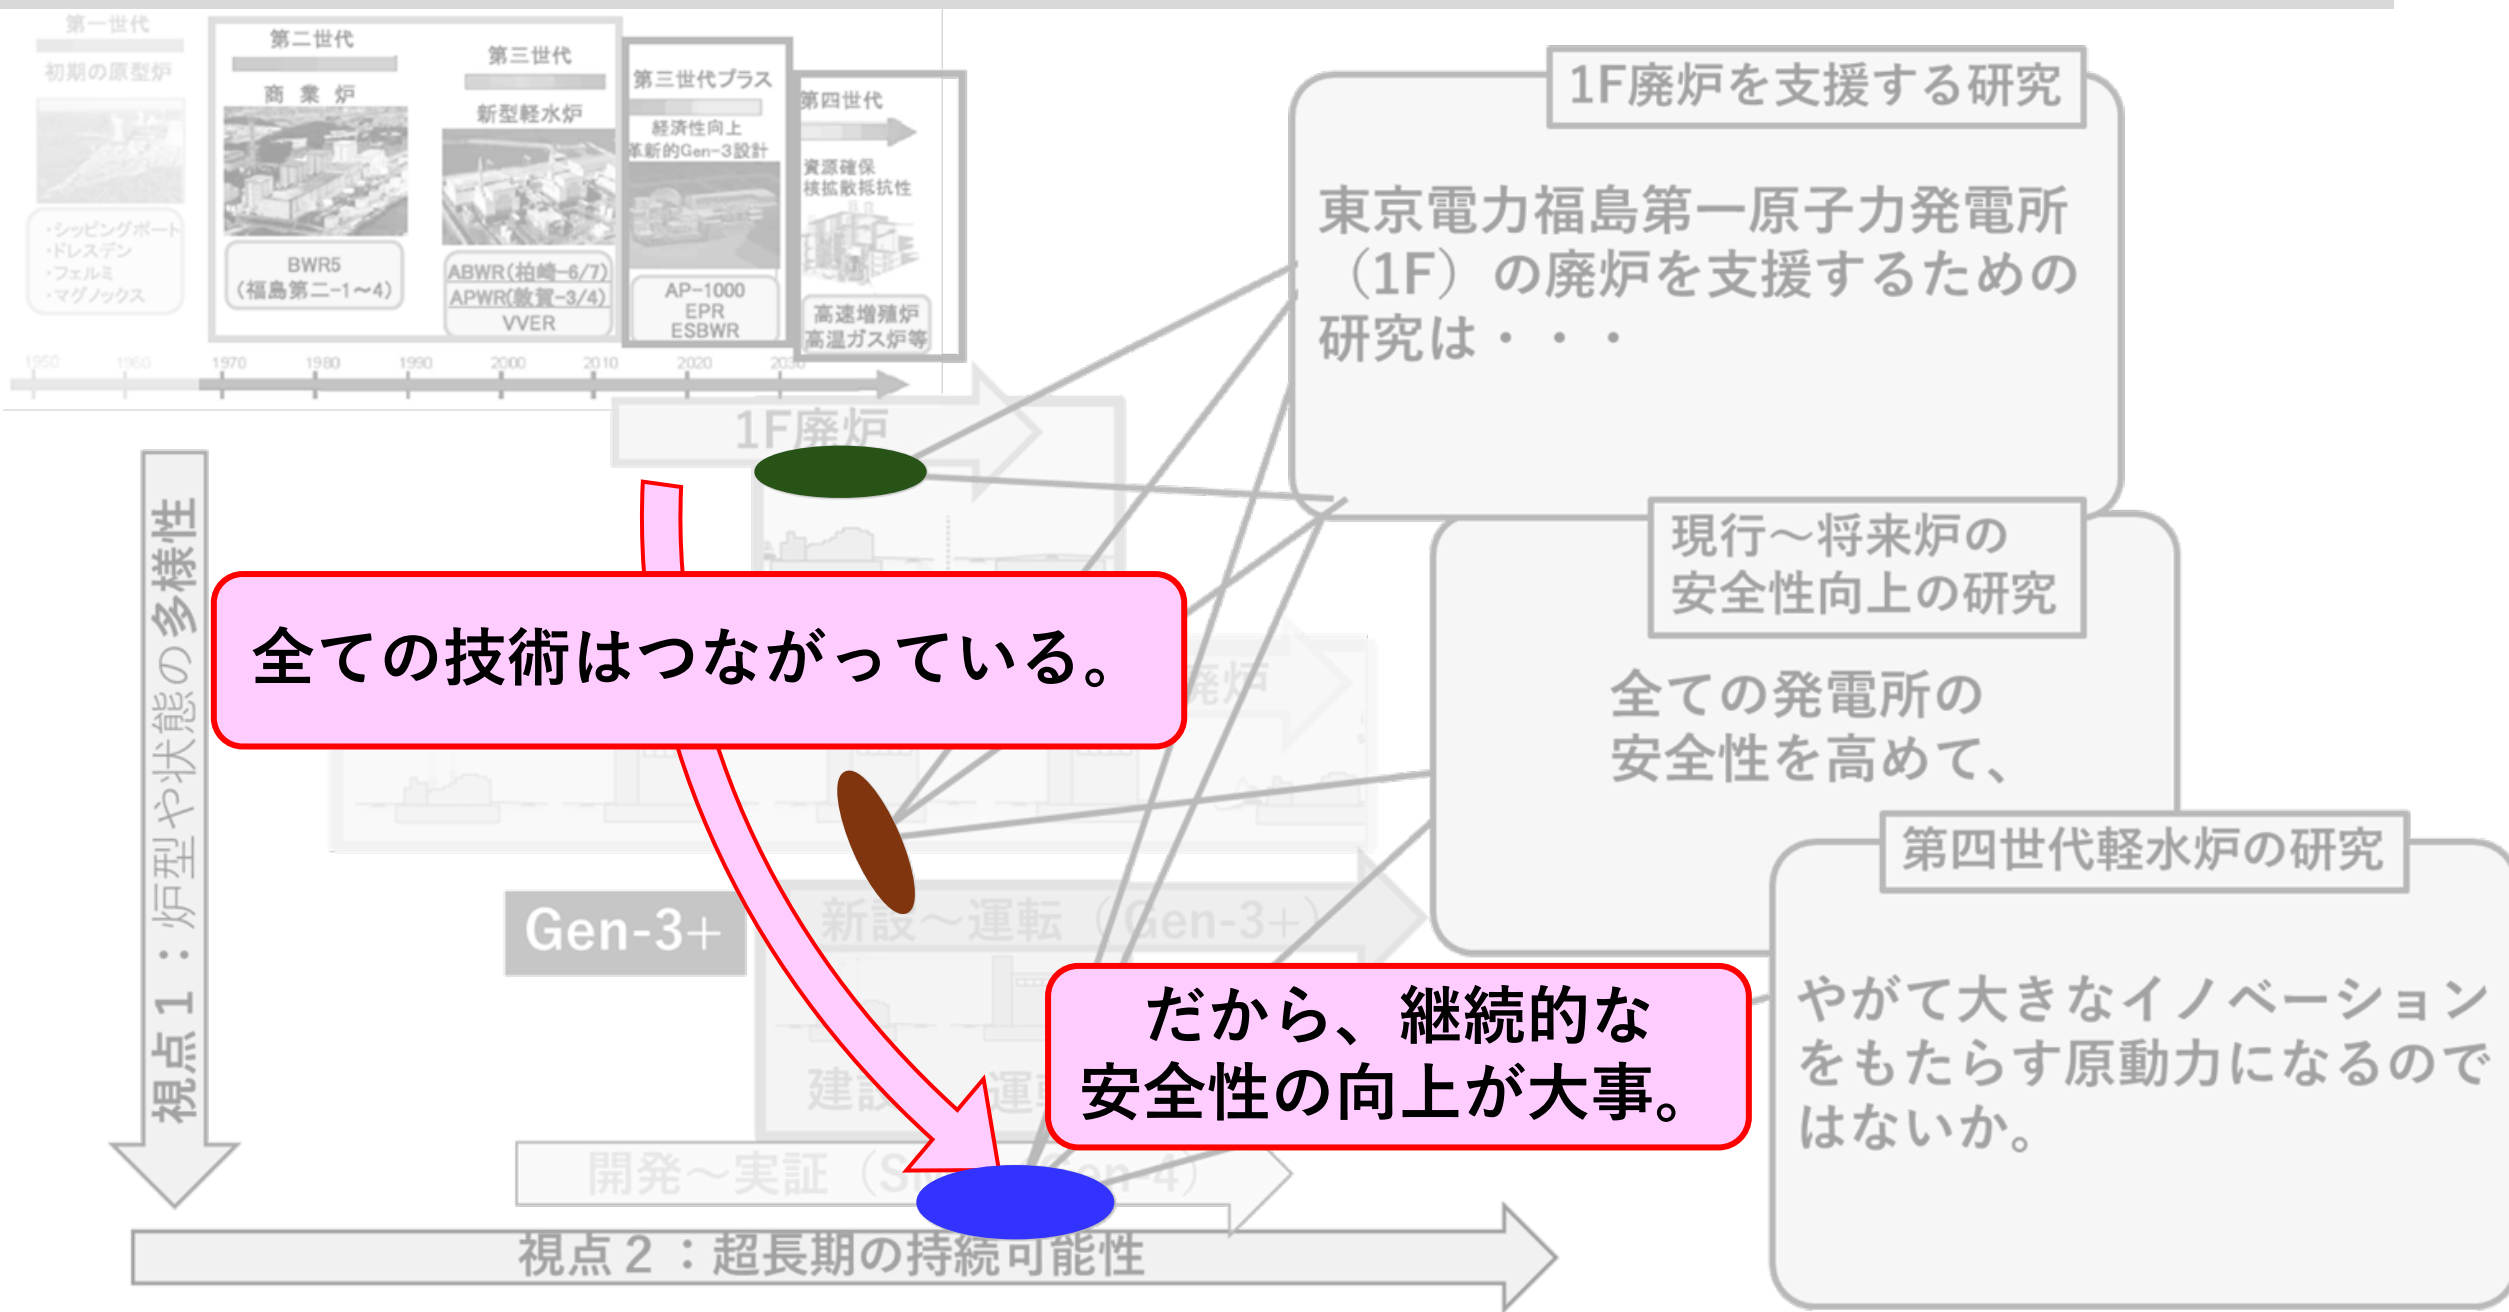 第一世代
初期の原型炉
・シッピングポート
・ドレスデン
・フェルミ
・マグノックス
第二世代
商 業 炉
BWR5
(福島第二-1～4)
第三世代
新型軽水炉
ABWR(柏崎-6/7)
APWR(敦賀-3/4)
VVER
第三世代プラス
経済性向上
革新的Gen-3設計
AP-1000
EPR
ESBWR
第四世代
資源確保
核拡散抵抗性
高速増殖炉
高温ガス炉等
1950 1960 1970 1980 1990 2000 2010 2020 2030
1F廃炉を支援する研究
東京電力福島第一原子力発電所
（1F）の廃炉を支援するための
研究は・・・
1F廃炉
現行～将来炉の
安全性向上の研究
全ての発電所の
安全性を高めて、
視点１：炉型や状態の多様性
全ての技術はつながっている。
廃炉
第四世代軽水炉の研究
やがて大きなイノベーション
をもたらす原動力になるので
はないか。
Gen-3+
新設～運転（Gen-3+）
だから、継続的な
安全性の向上が大事。
建設
開発～実証（S
en-4）
視点２：超長期の持続可能性